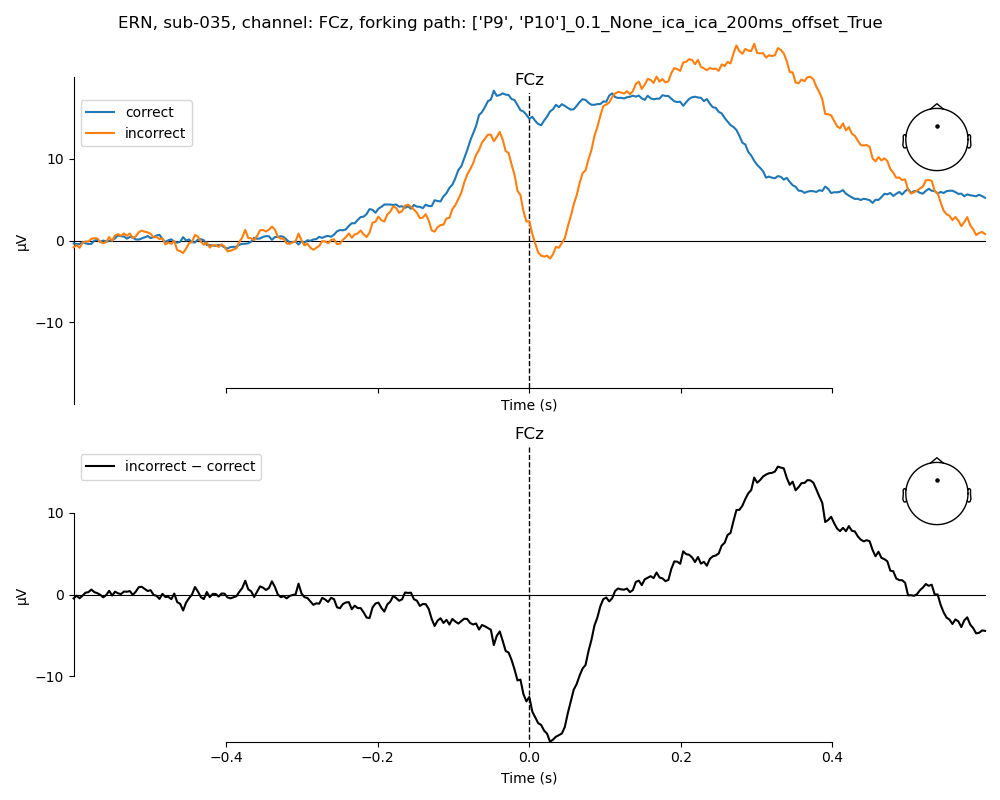 ERN, sub-035, channel: FCz, forking path: ['P9', 'P10']_0.1_None_ica_ica_200ms_offset_True
FCz
correct
incorrect
10
0
−10
µV
Time (s)
FCz
incorrect − correct
10
0
−10
µV
−0.4
−0.2
0.0
0.2
0.4
Time (s)